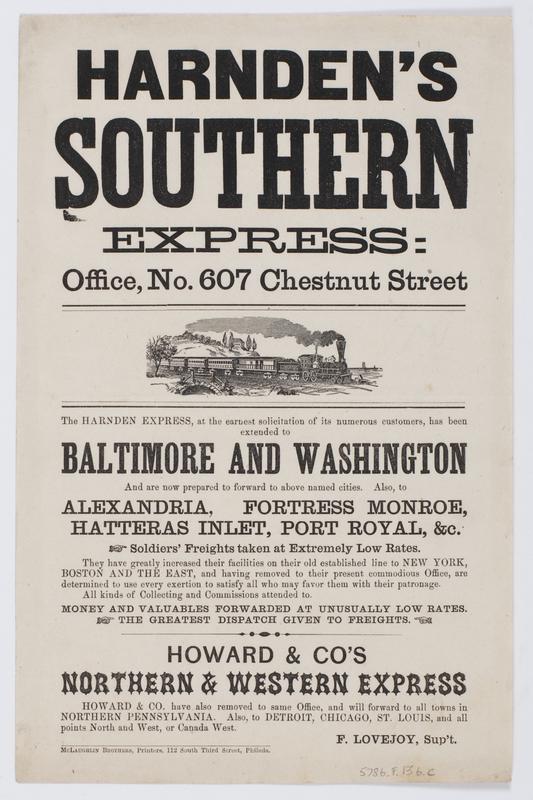 HARNDEN'S
SOUTHERN
EXPRESS:
Office, No. 607 Chestnut Street
The HARNDEN EXPRESS, at the earnest solicitation of its numerous customers, has been
extended to
BALTIMORE AND WASHINGTON
And are now prepared to forward to above named cities. Also, to
ALEXANDRIA, FORTRESS MONROE,
HATTERAS INLET, PORT ROYAL, &c.
☞ Soldiers' Freights taken at Extremely Low Rates.
They have greatly increased their facilities on their old established line to NEW YORK,
BOSTON AND THE EAST, and having removed to their present commodious Office, are
determined to use every exertion to satisfy all who may favor them with their patronage.
All kinds of Collecting and Commissions attended to.
MONEY AND VALUABLES FORWARDED AT UNUSUALLY LOW RATES.
☞ THE GREATEST DISPATCH GIVEN TO FREIGHTS. ☜
HOWARD & CO'S
NORTHERN & WESTERN EXPRESS
HOWARD & CO. have also removed to same Office, and will forward to all towns in
NORTHERN PENNSYLVANIA. Also, to DETROIT, CHICAGO, ST. LOUIS, and all
points North and West, or Canada West.
F. LOVEJOY, Sup't.
McLaughlin Brothers, Printers, 112 South Third Street, Philada.
5786.F.13b.c